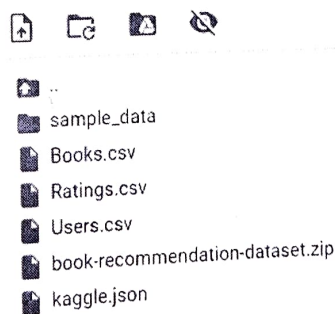 ..
sample_data
Books.csv
Ratings.csv
Users.csv
book-recommendation-dataset.zip
kaggle.json